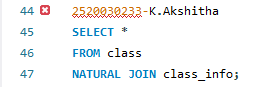 44 2520030233-K.Akshitha
45 SELECT *
46 FROM class
47 NATURAL JOIN class_info;